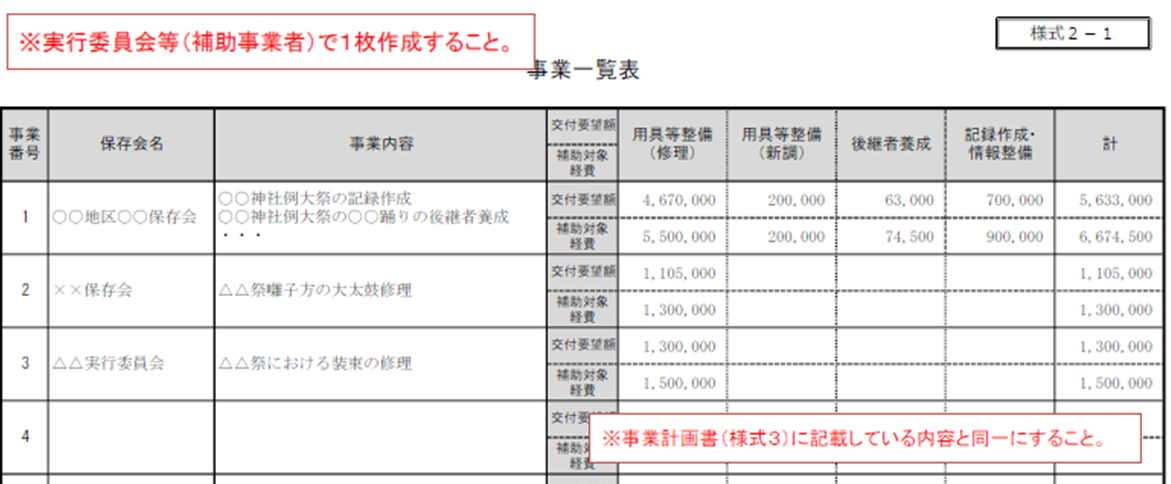 ※実行委員会等(補助事業者)で1枚作成すること。
様式2-1
事業一覧表
事業番号 保存会名 事業内容 交付要望額 補助対象経費 用具等整備(修理) 用具等整備(新調) 後継者養成 記録作成・情報整備 計
1 ○○地区○○保存会 ○○神社例大祭の記録作成
○○神社例大祭の○○踊りの後継者養成
・・・
交付要望額 4,670,000 200,000 63,000 700,000 5,633,000
補助対象経費 5,500,000 200,000 74,500 900,000 6,674,500
2 ××保存会 △△祭囃子方の大太鼓修理
交付要望額 1,105,000 1,105,000
補助対象経費 1,300,000 1,300,000
3 △△実行委員会 △△祭における装束の修理
交付要望額 1,300,000 1,300,000
補助対象経費 1,500,000 1,500,000
4 交付要
補助対 経費
※事業計画書(様式3)に記載している内容と同一にすること。